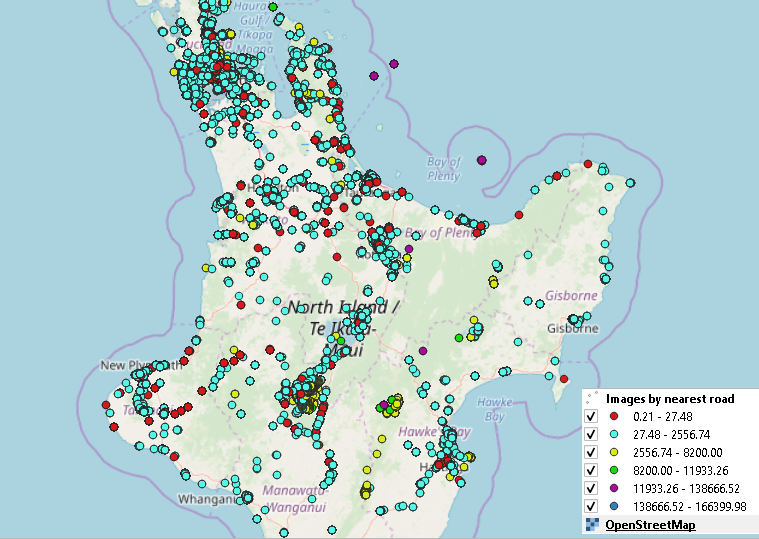 Hauraki
Gulf /
Tīkapa
Moana
Bay of
Plenty
Bay of Plenty
North Island /
Te Ika-a-
Māui
Gisborne
Gisborne
New Plymouth
Hawke
Bay
Hawke's Bay
Whanganui
Manawatū-
Whanganui
Images by nearest road
0.21 - 27.48
27.48 - 2556.74
2556.74 - 8200.00
8200.00 - 11933.26
11933.26 - 138666.52
138666.52 - 166399.98
OpenStreetMap